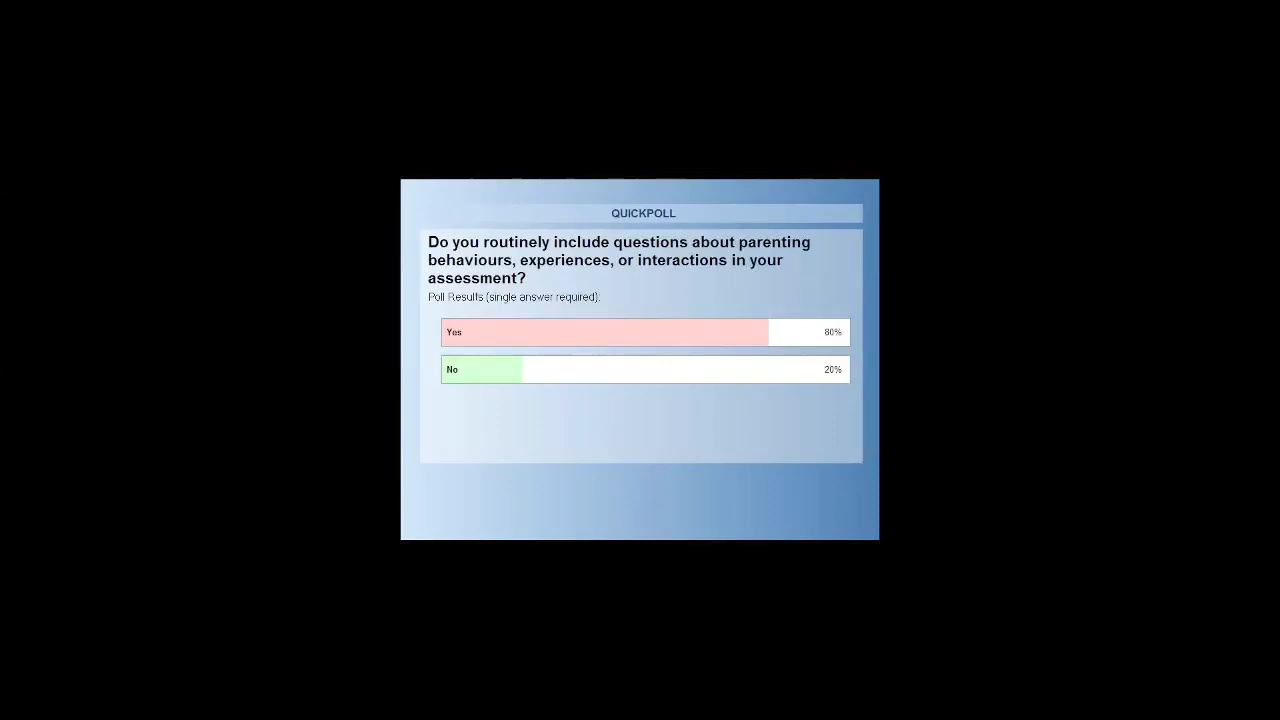 QUICKPOLL
Do you routinely include questions about parenting
behaviours, experiences, or interactions in your
assessment?
Poll Results (single answer required):
Yes 80%
No 20%